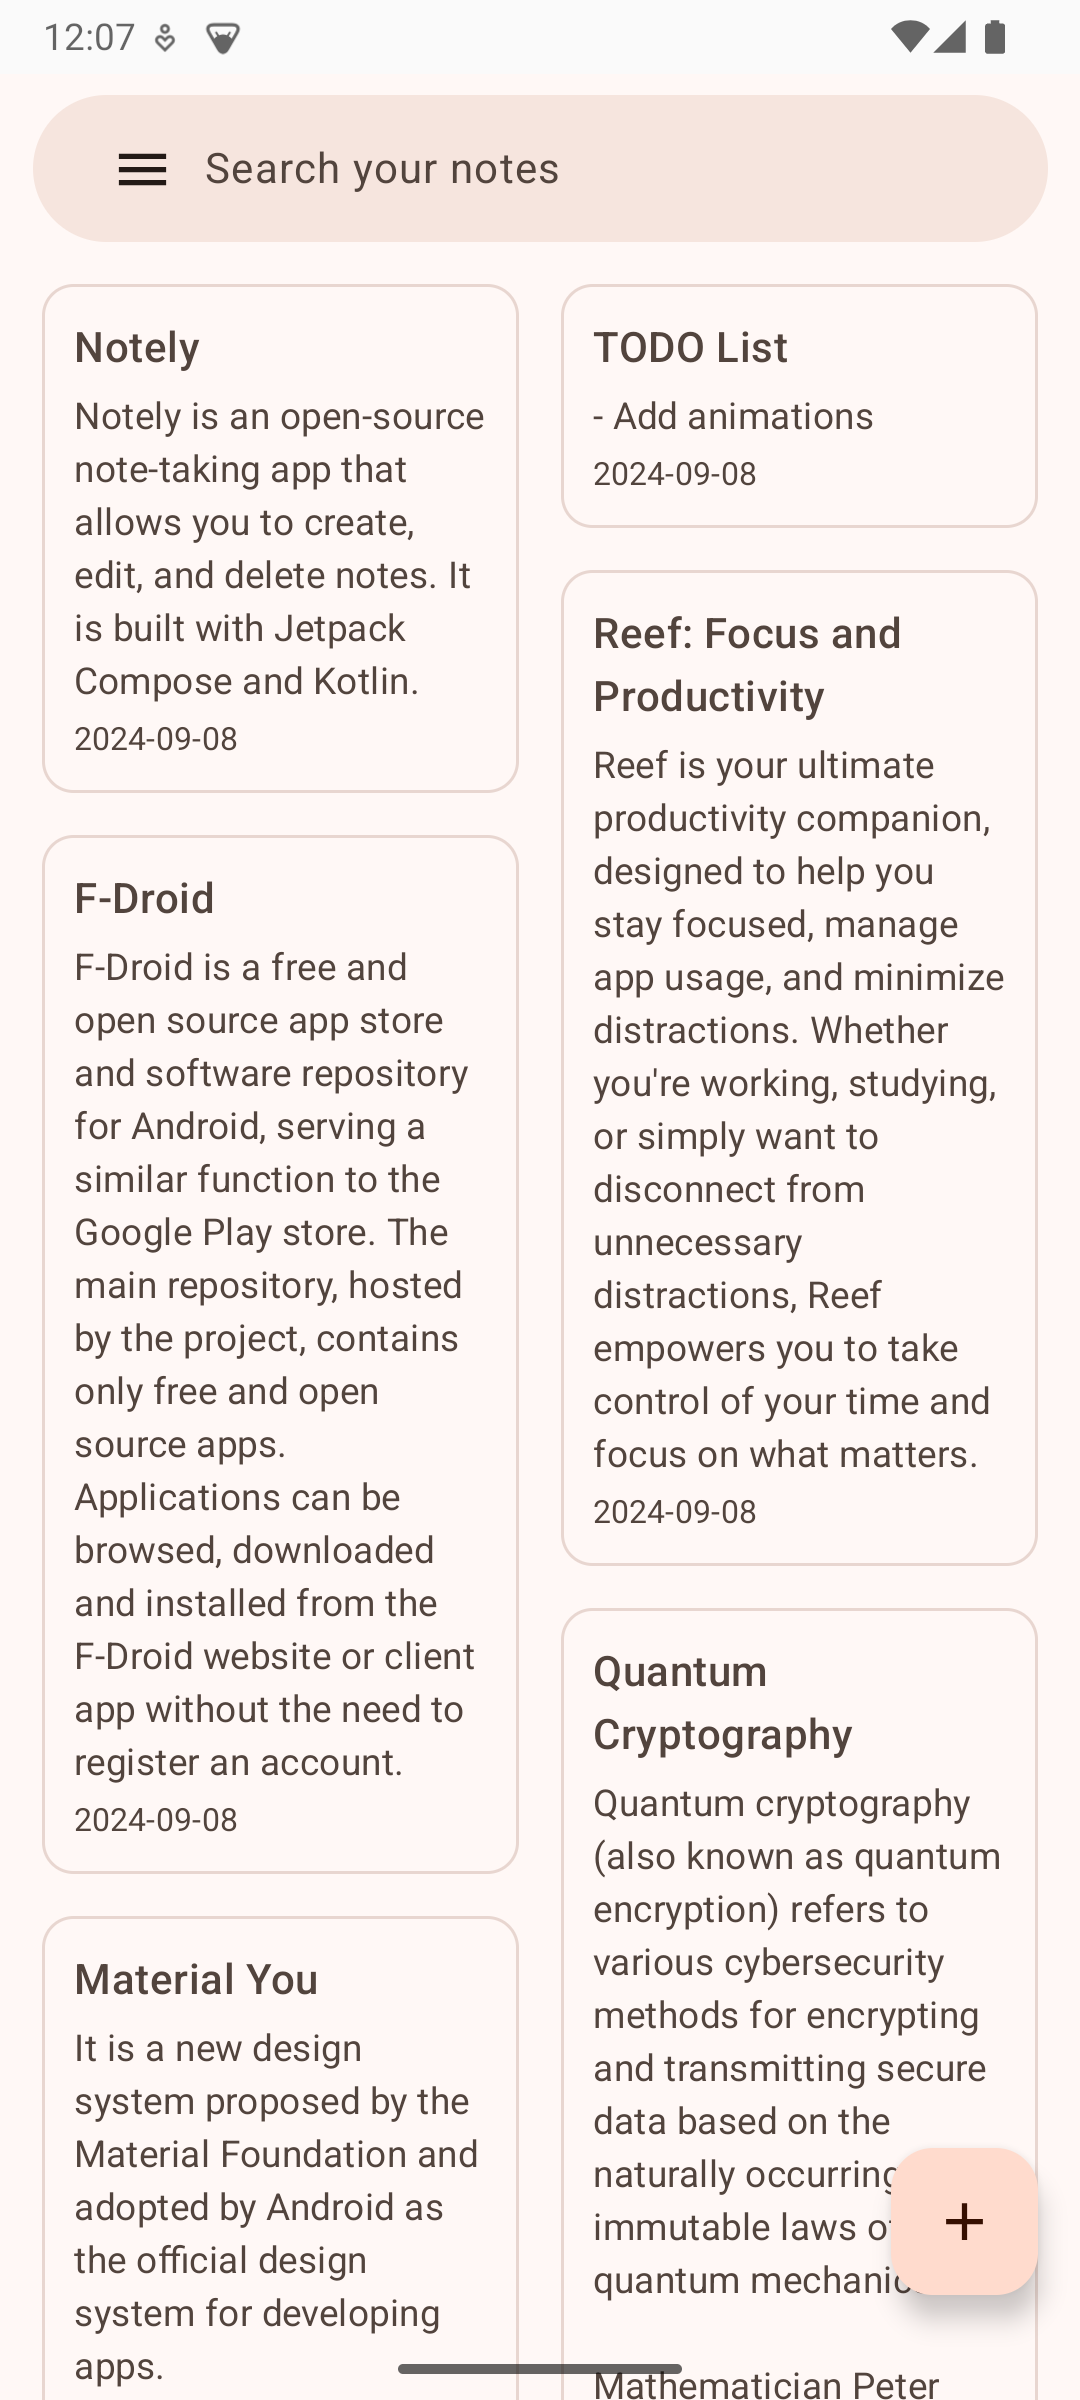 12:07
Search your notes
Notely
Notely is an open-source
note-taking app that
allows you to create,
edit, and delete notes. It
is built with Jetpack
Compose and Kotlin.
2024-09-08
F-Droid
F-Droid is a free and
open source app store
and software repository
for Android, serving a
similar function to the
Google Play store. The
main repository, hosted
by the project, contains
only free and open
source apps.
Applications can be
browsed, downloaded
and installed from the
F-Droid website or client
app without the need to
register an account.
2024-09-08
Material You
It is a new design
system proposed by the
Material Foundation and
adopted by Android as
the official design
system for developing
apps.
TODO List
- Add animations
2024-09-08
Reef: Focus and
Productivity
Reef is your ultimate
productivity companion,
designed to help you
stay focused, manage
app usage, and minimize
distractions. Whether
you're working, studying,
or simply want to
disconnect from
unnecessary
distractions, Reef
empowers you to take
control of your time and
focus on what matters.
2024-09-08
Quantum
Cryptography
Quantum cryptography
(also known as quantum
encryption) refers to
various cybersecurity
methods for encrypting
and transmitting secure
data based on the
naturally occurring
immutable laws of
quantum
Mathematician Peter